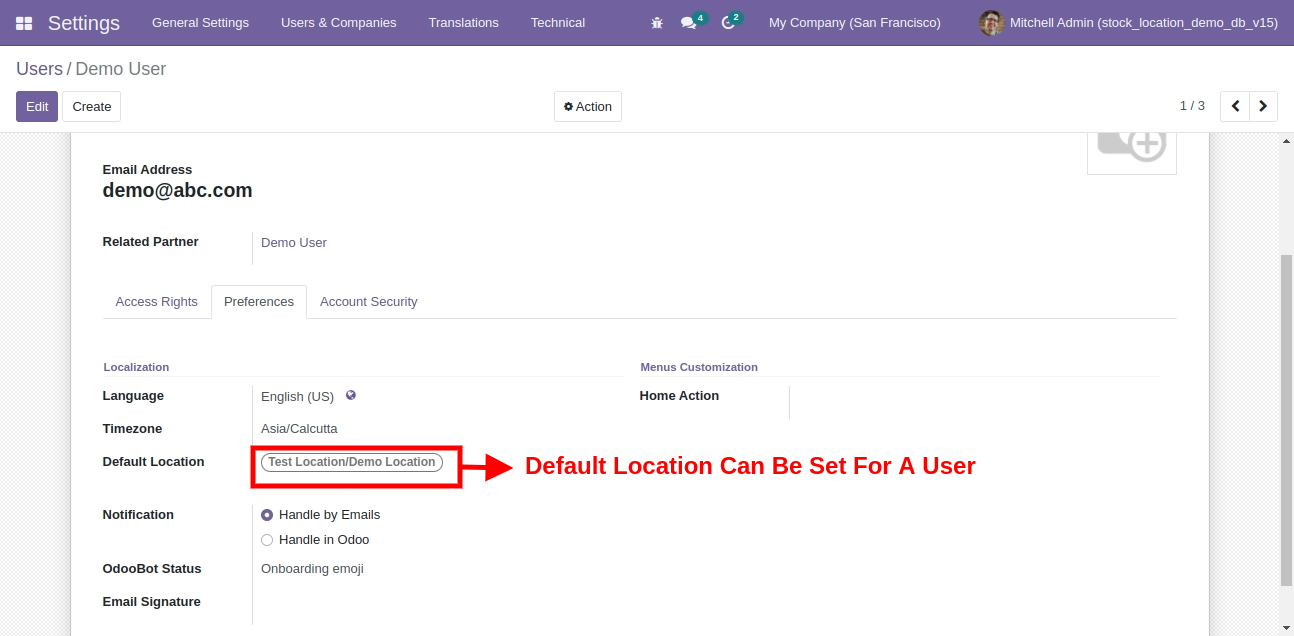 Settings General Settings Users & Companies Translations Technical 4 2 My Company (San Francisco) Mitchell Admin (stock_location_demo_db_v15)
Users / Demo User
Edit Create Action 1 / 3
Email Address
demo@abc.com
Related Partner Demo User
Access Rights Preferences Account Security
Localization Menus Customization
Language English (US) Home Action
Timezone Asia/Calcutta
Default Location Test Location/Demo Location Default Location Can Be Set For A User
Notification Handle by Emails
Handle in Odoo
OdooBot Status Onboarding emoji
Email Signature